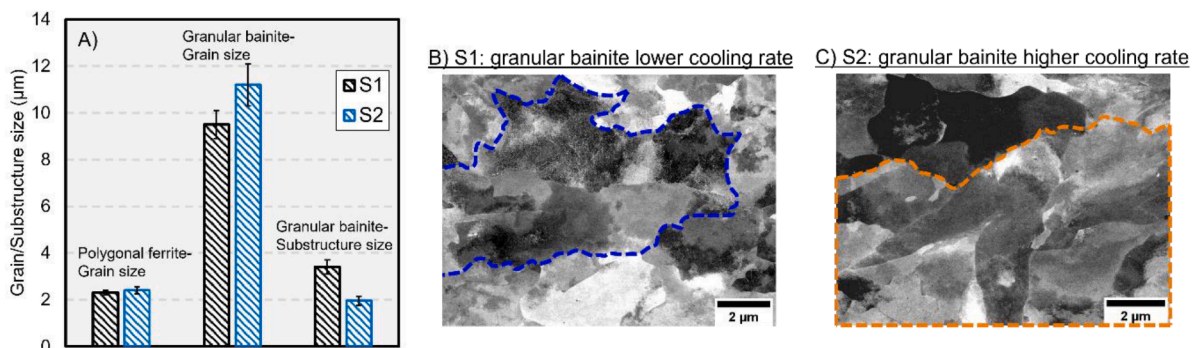 14
12
10
8
6
4
2
0
Grain/Substructure size (µm)
A)
Granular bainite-
Grain size
S1
S2
Polygonal ferrite-
Grain size
Granular bainite-
Substructure size
B) S1: granular bainite lower cooling rate
2 µm
C) S2: granular bainite higher cooling rate
2 µm